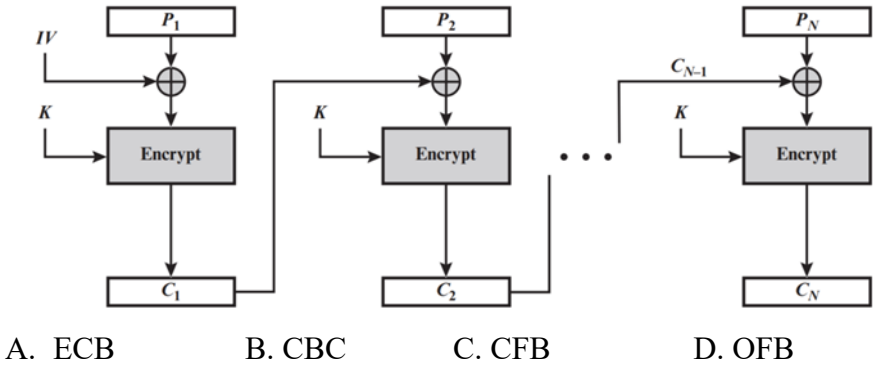 P1 P2 PN
IV
CN–1
K K K
Encrypt Encrypt Encrypt
• • •
C1 C2 CN
A. ECB B. CBC C. CFB D. OFB